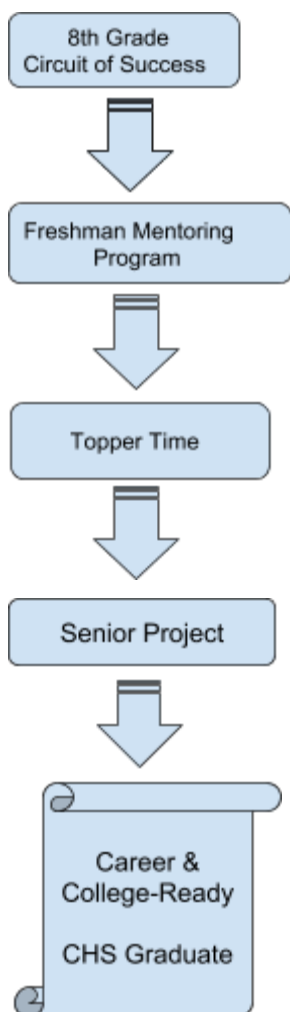 8th Grade
Circuit of Success
Freshman Mentoring
Program
Topper Time
Senior Project
Career &
College-Ready
CHS Graduate